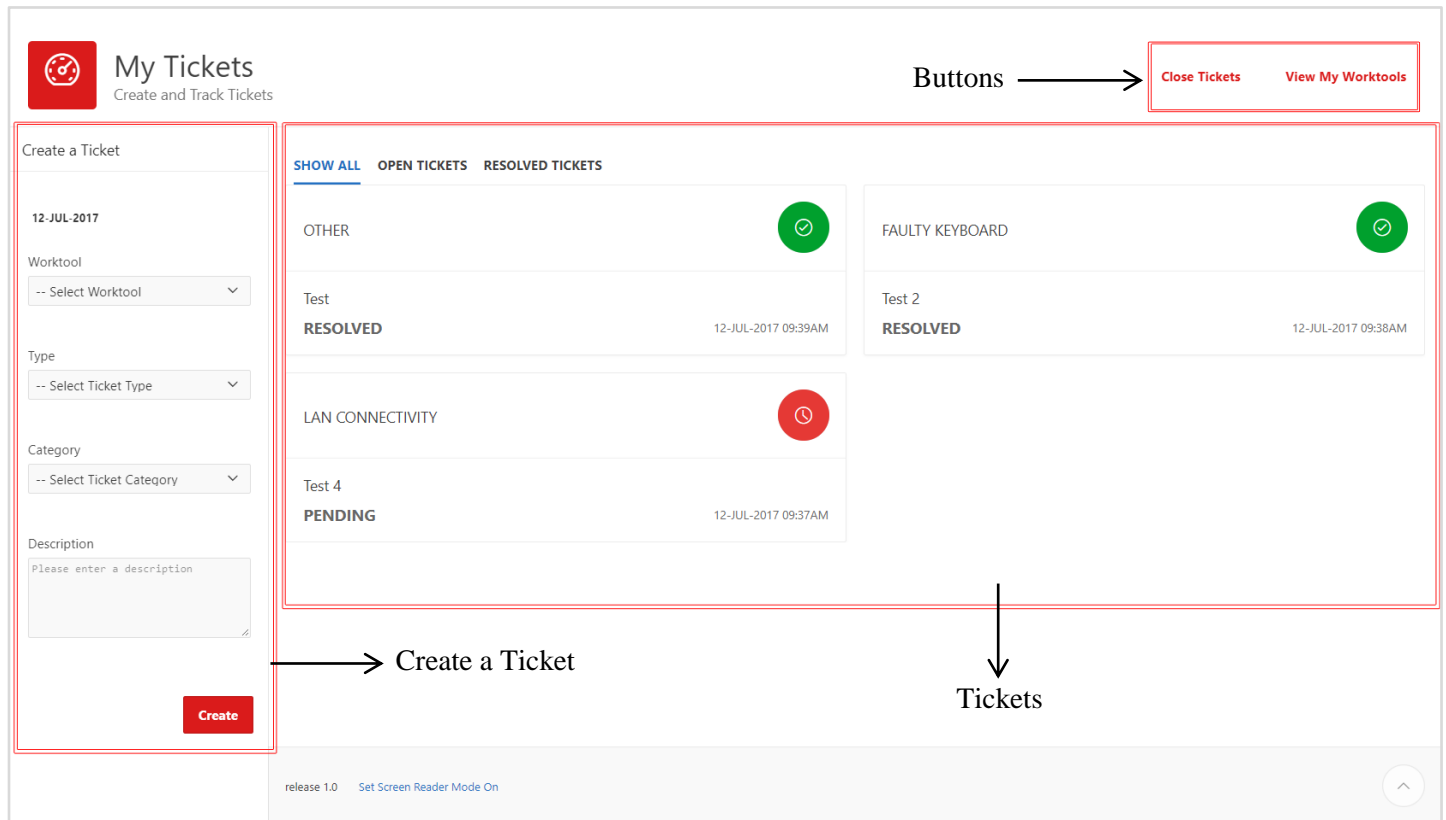 My Tickets
Create and Track Tickets
Buttons
Close Tickets
View My Worktools
Create a Ticket
12-JUL-2017
Worktool
-- Select Worktool
Type
-- Select Ticket Type
Category
-- Select Ticket Category
Description
Please enter a description
Create
SHOW ALL OPEN TICKETS RESOLVED TICKETS
OTHER
Test
RESOLVED 12-JUL-2017 09:39AM
FAULTY KEYBOARD
Test 2
RESOLVED 12-JUL-2017 09:38AM
LAN CONNECTIVITY
Test 4
PENDING 12-JUL-2017 09:37AM
Create a Ticket
Tickets
release 1.0 Set Screen Reader Mode On